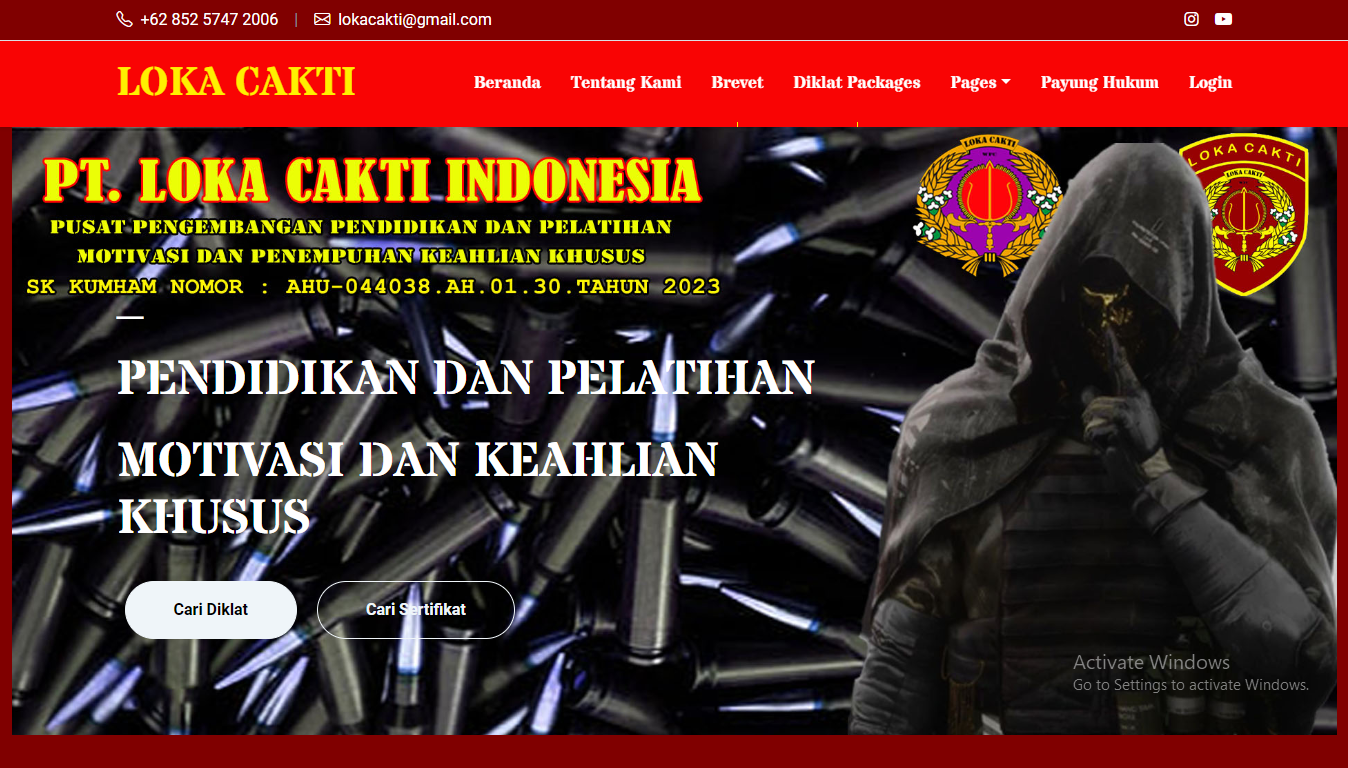 +62 852 5747 2006 | lokacakti@gmail.com
LOKA CAKTI
Beranda Tentang Kami Brevet Diklat Packages Pages Payung Hukum Login
PT. LOKA CAKTI INDONESIA
PUSAT PENGEMBANGAN PENDIDIKAN DAN PELATIHAN
MOTIVASI DAN PENEMPUHAN KEAHLIAN KHUSUS
SK KUMHAM NOMOR : AHU-044038.AH.01.30.TAHUN 2023
LOKA CAKTI
LOKA CAKTI
LOKA CAKTI
PENDIDIKAN DAN PELATIHAN
MOTIVASI DAN KEAHLIAN
KHUSUS
Cari Diklat Cari Sertifikat
Activate Windows
Go to Settings to activate Windows.